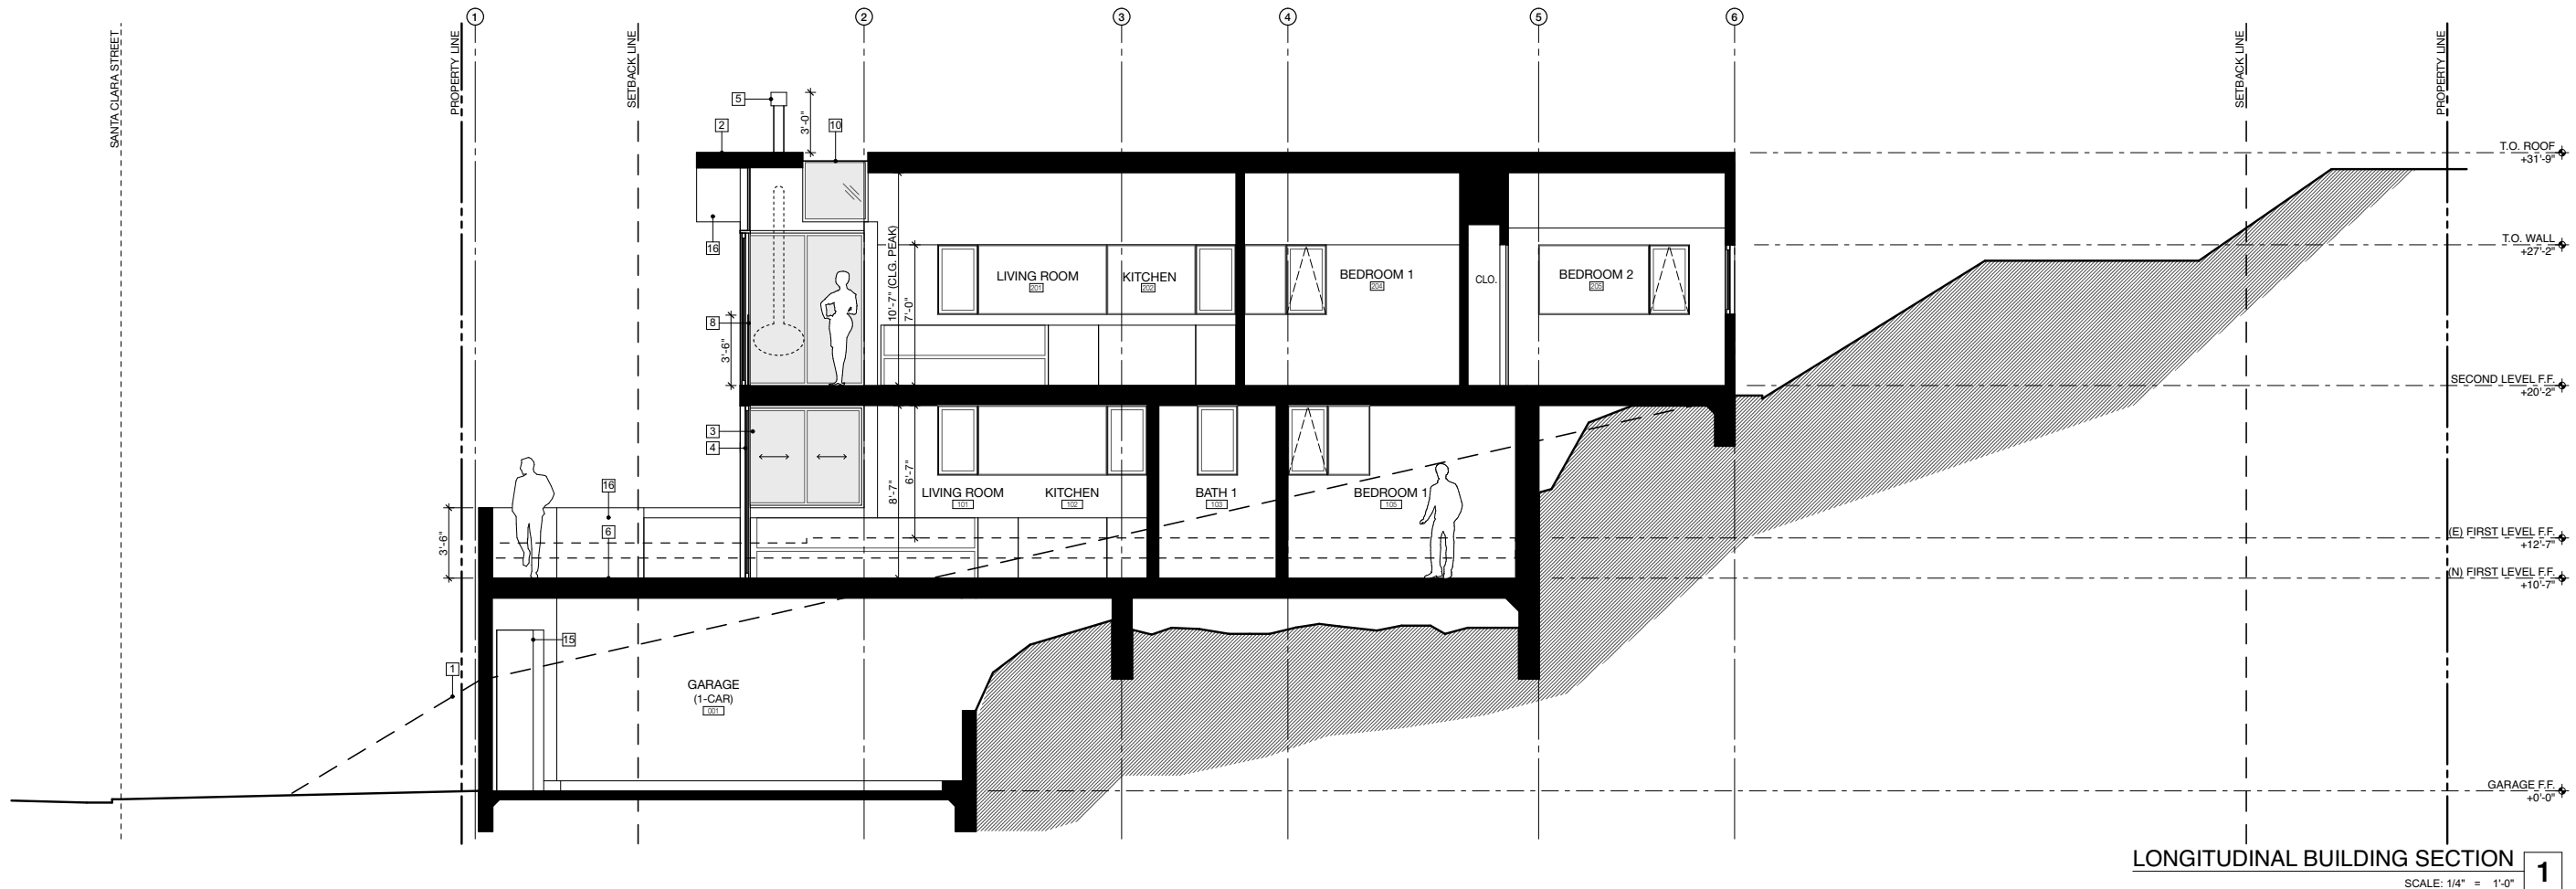 1
2
3
4
5
6
SANTA CLARA STREET
PROPERTY LINE
SETBACK LINE
SETBACK LINE
PROPERTY LINE
5
2
3'-0"
10
16
T.O. ROOF
+31'-9"
T.O. WALL
+27'-2"
10'-7" (CLG. PEAK)
7'-0"
LIVING ROOM
201
KITCHEN
202
BEDROOM 1
204
CLO.
BEDROOM 2
205
8
3'-6"
SECOND LEVEL F.F.
+20'-2"
3
4
8'-7"
6'-7"
LIVING ROOM
101
KITCHEN
102
BATH 1
103
BEDROOM 1
105
16
6
3'-6"
(E) FIRST LEVEL F.F.
+12'-7"
(N) FIRST LEVEL F.F.
+10'-7"
15
1
GARAGE
(1-CAR)
001
GARAGE F.F.
+0'-0"
LONGITUDINAL BUILDING SECTION
1
SCALE: 1/4" = 1'-0"